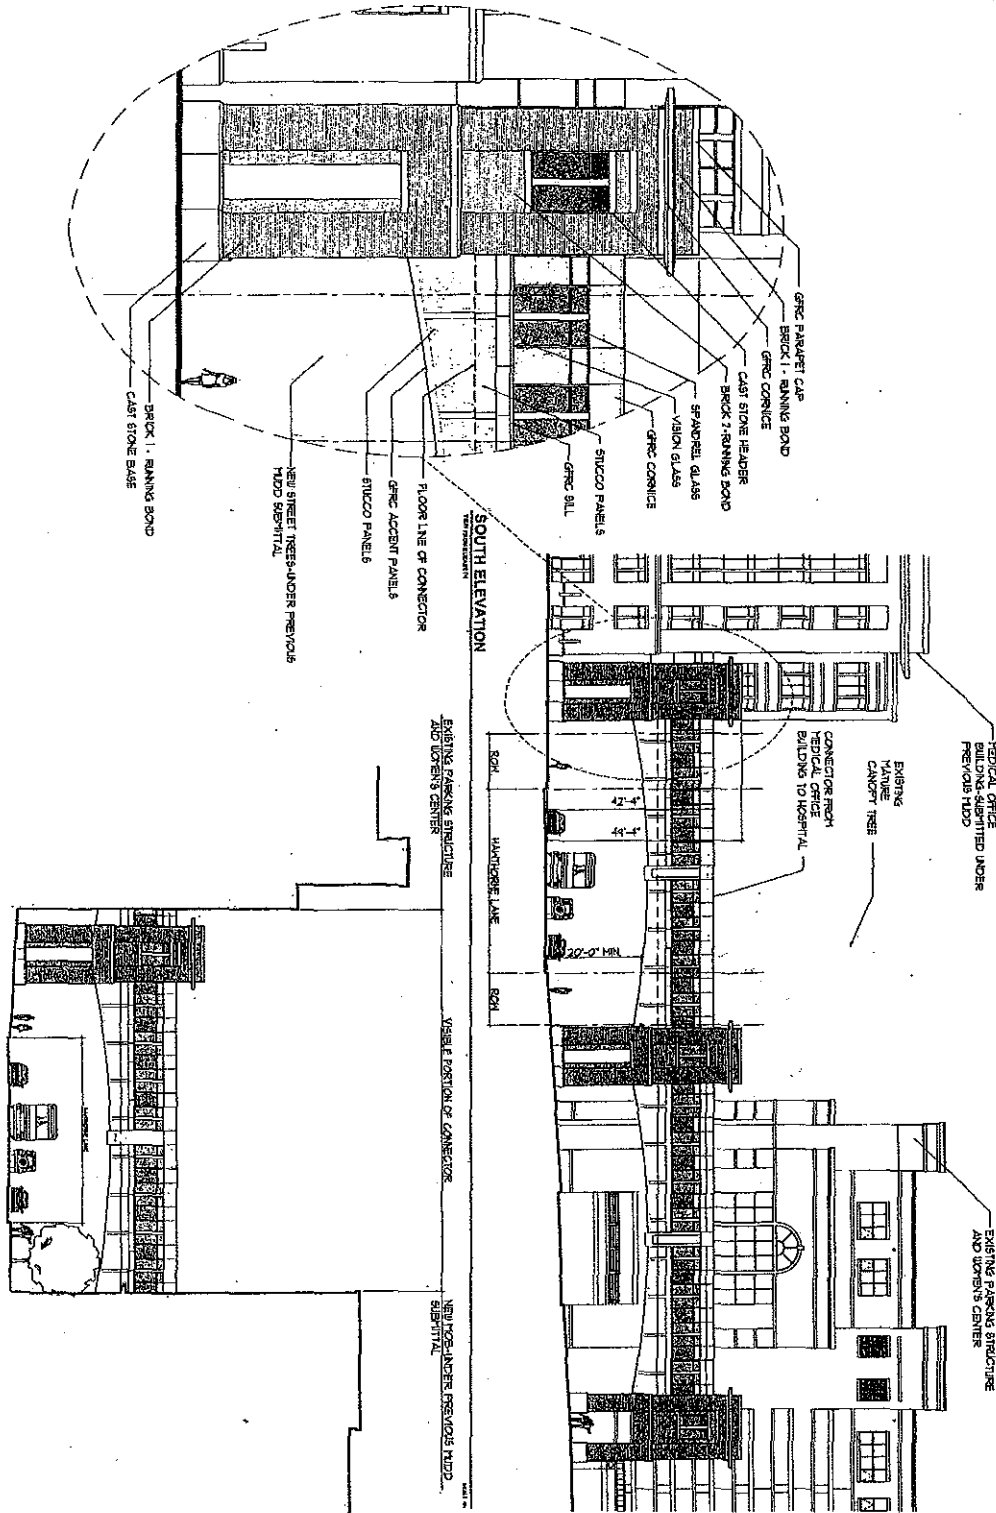 GFRC PARAPET CAP
BRICK 1 - RUNNING BOND
GFRC CORNICE
CAST STONE HEADER
BRICK 2-RUNNING BOND
SPANDREL GLASS
VISION GLASS
GFRC CORNICE
STUCCO PANELS
GFRC SILL
FLOOR LINE OF CONNECTOR
GFRC ACCENT PANELS
STUCCO PANELS
NEW STREET TREES-UNDER PREVIOUS
MUDD SUBMITTAL
BRICK 1 - RUNNING BOND
CAST STONE BASE
SOUTH ELEVATION
MEDICAL OFFICE
BUILDING-SUBMITTED UNDER
PREVIOUS MUDD
EXISTING
MATURE
CANOPY TREE
CONNECTOR FROM
MEDICAL OFFICE
BUILDING TO HOSPITAL
EXISTING PARKING STRUCTURE
AND WOMEN'S CENTER
42'-4"
49'-4"
20'-0" MIN.
ROW
HAWTHORNE LANE
ROW
EXISTING PARKING STRUCTURE
AND WOMEN'S CENTER
VISIBLE PORTION OF CONNECTOR
NEW MOB-UNDER PREVIOUS MUDD
SUBMITTAL